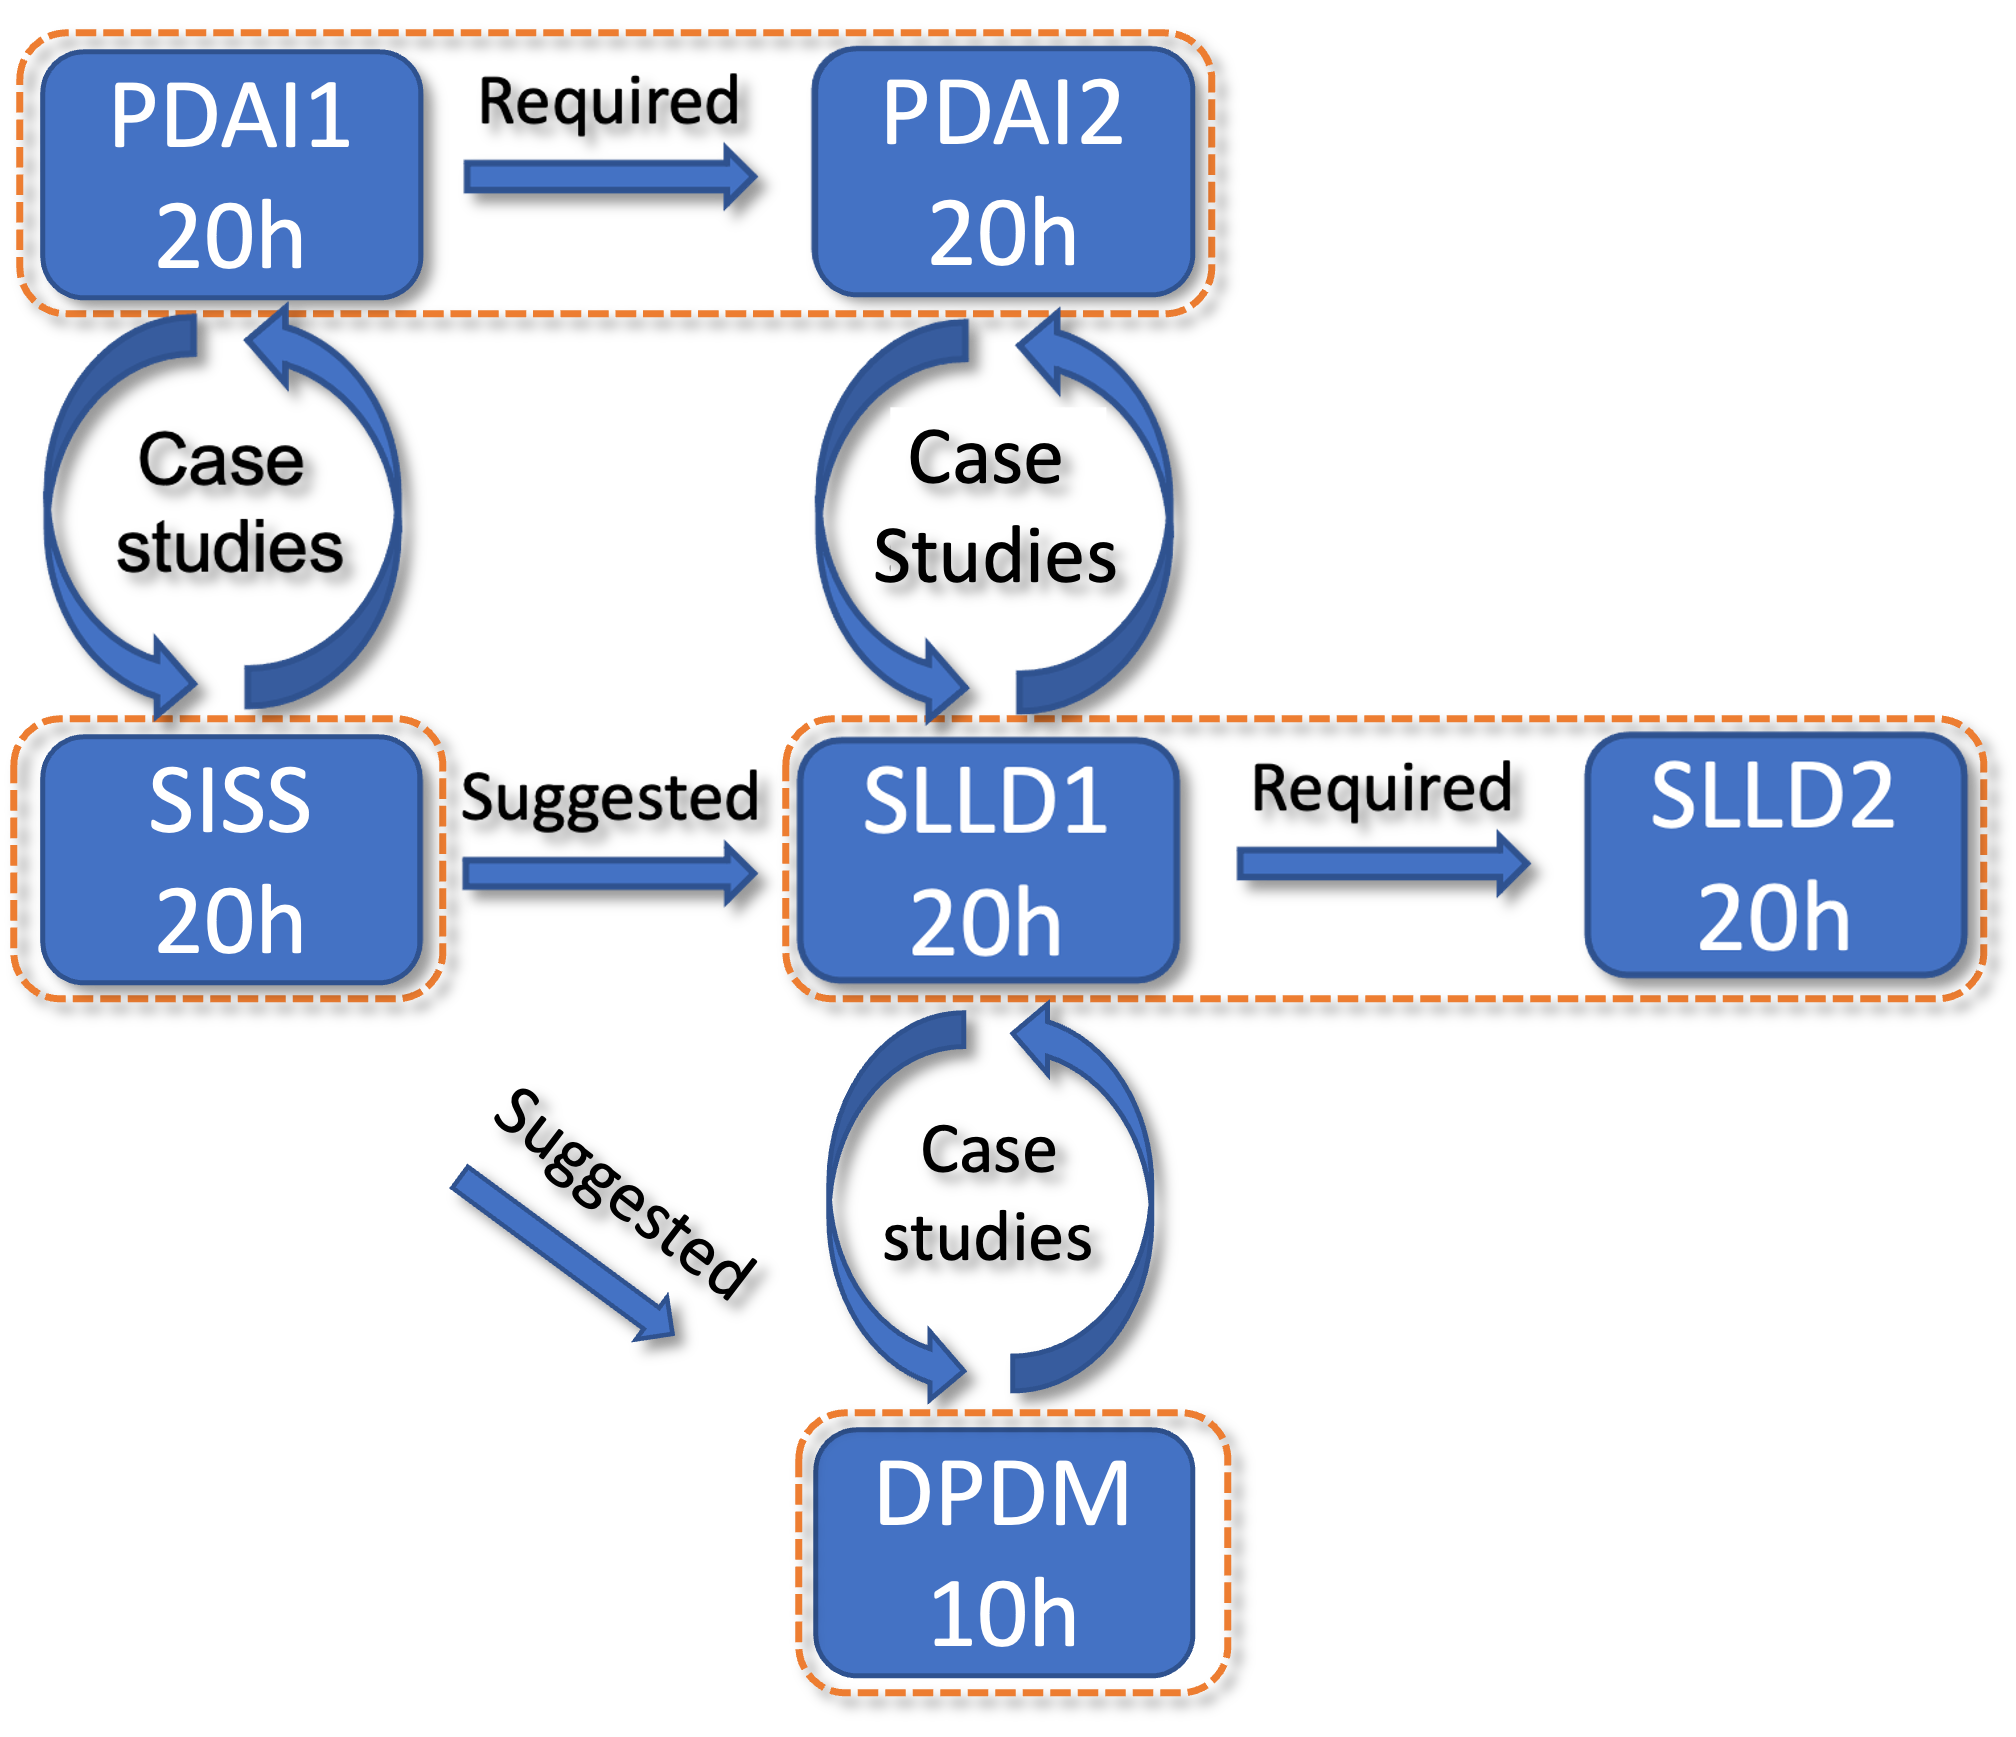 PDAI1
20h
Required
PDAI2
20h
Case
studies
Case
Studies
SISS
20h
Suggested
SLLD1
20h
Required
SLLD2
20h
Suggested
Case
studies
DPDM
10h